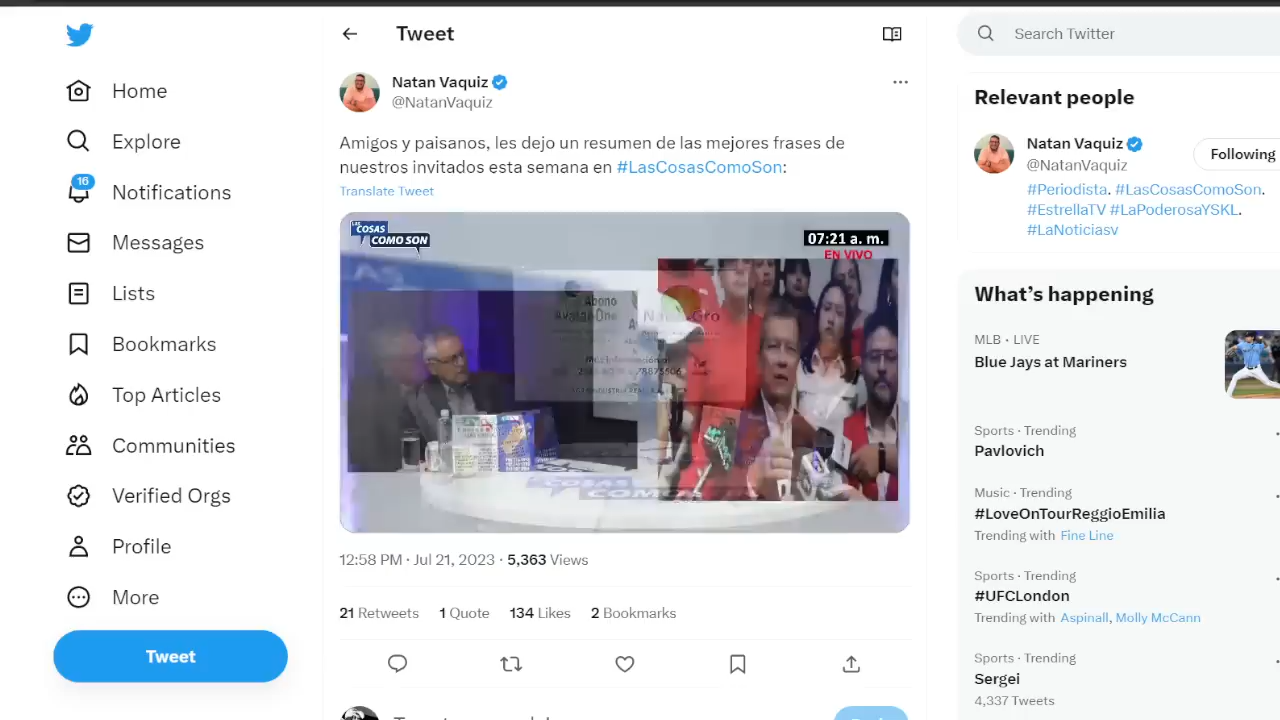 Tweet
Natan Vaquiz
@NatanVaquiz
Amigos y paisanos, les dejo un resumen de las mejores frases de
nuestros invitados esta semana en #LasCosasComoSon:
Translate Tweet
LAS
COSAS
COMO SON
07:21 a. m.
EN VIVO
Abono
12:58 PM · Jul 21, 2023 · 5,363 Views
21 Retweets 1 Quote 134 Likes 2 Bookmarks
16
Home
Explore
Notifications
Messages
Lists
Bookmarks
Top Articles
Communities
Verified Orgs
Profile
More
Tweet
Search Twitter
Relevant people
Natan Vaquiz
@NatanVaquiz
Following
#Periodista. #LasCosasComoSon.
#EstrellaTV #LaPoderosaYSKL.
#LaNoticiasv
What's happening
MLB · LIVE
Blue Jays at Mariners
Sports · Trending
Pavlovich
Music · Trending
#LoveOnTourReggioEmilia
Trending with Fine Line
Sports · Trending
#UFCLondon
Trending with Aspinall, Molly McCann
Sports · Trending
Sergei
4,337 Tweets